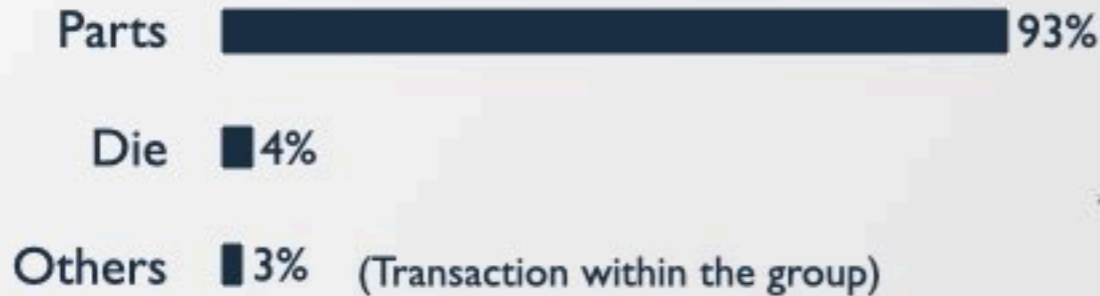 Parts 93%
Die 4%
Others 3% (Transaction within the group)